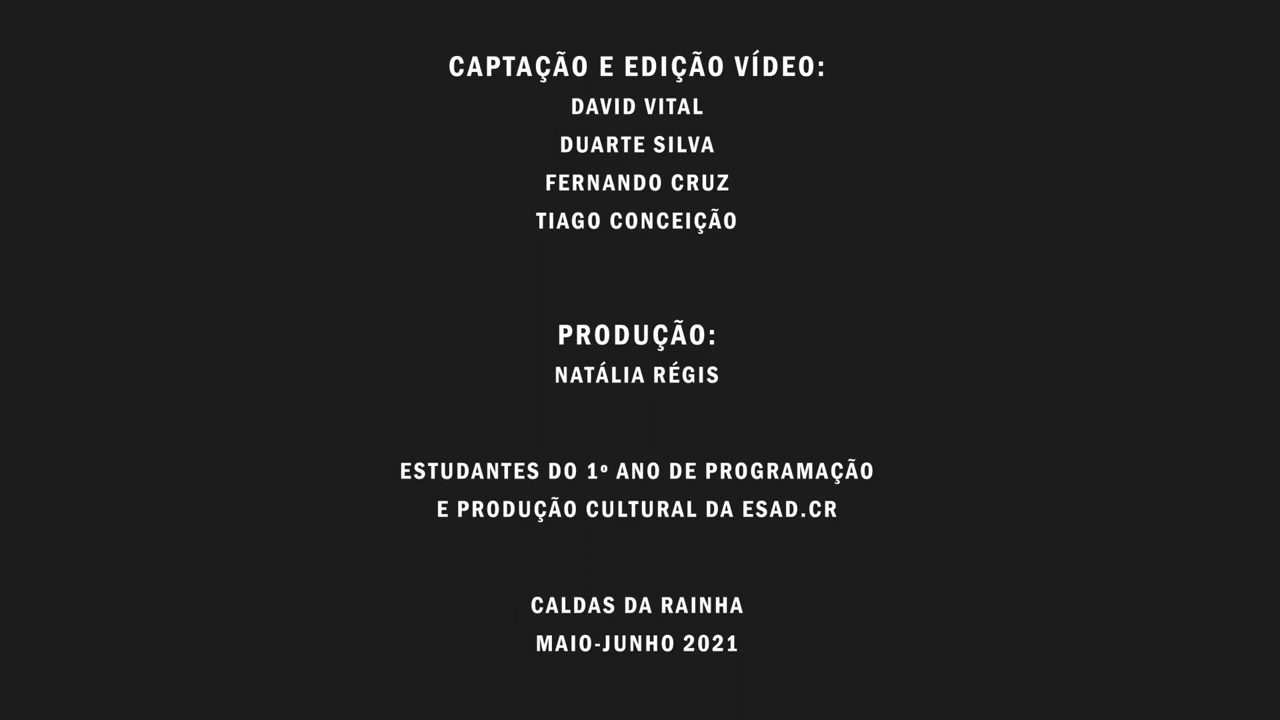 CAPTAÇÃO E EDIÇÃO VÍDEO:
DAVID VITAL
DUARTE SILVA
FERNANDO CRUZ
TIAGO CONCEIÇÃO
PRODUÇÃO:
NATÁLIA RÉGIS
ESTUDANTES DO 1º ANO DE PROGRAMAÇÃO
E PRODUÇÃO CULTURAL DA ESAD.CR
CALDAS DA RAINHA
MAIO-JUNHO 2021